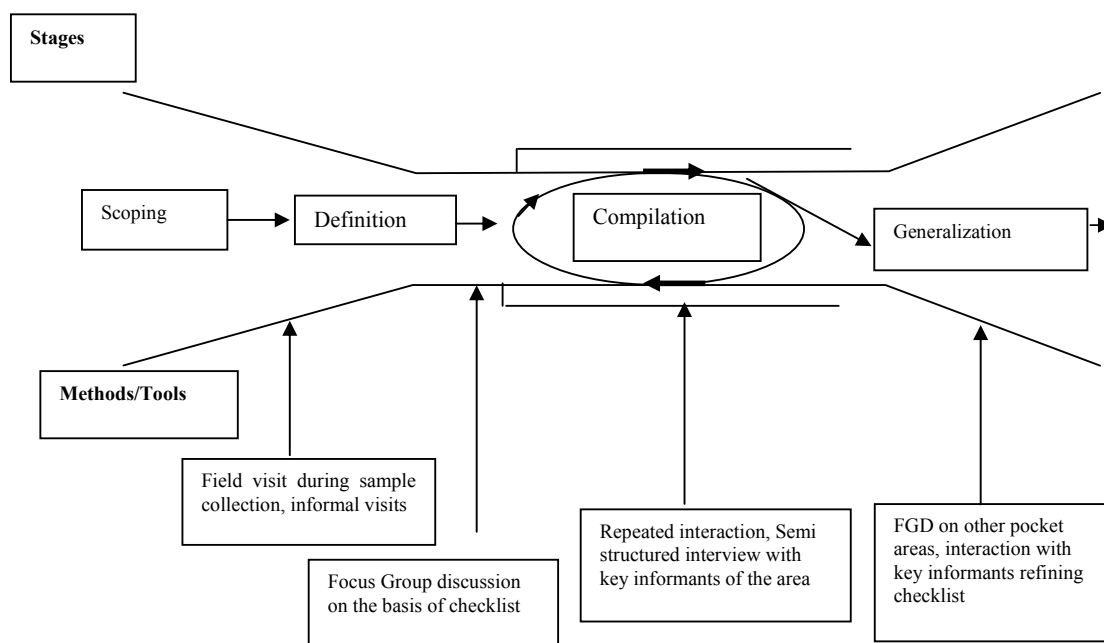 Stages
Scoping
Definition
Compilation
Generalization
Methods/Tools
Field visit during sample
collection, informal visits
Focus Group discussion
on the basis of checklist
Repeated interaction, Semi
structured interview with
key informants of the area
FGD on other pocket
areas, interaction with
key informants refining
checklist